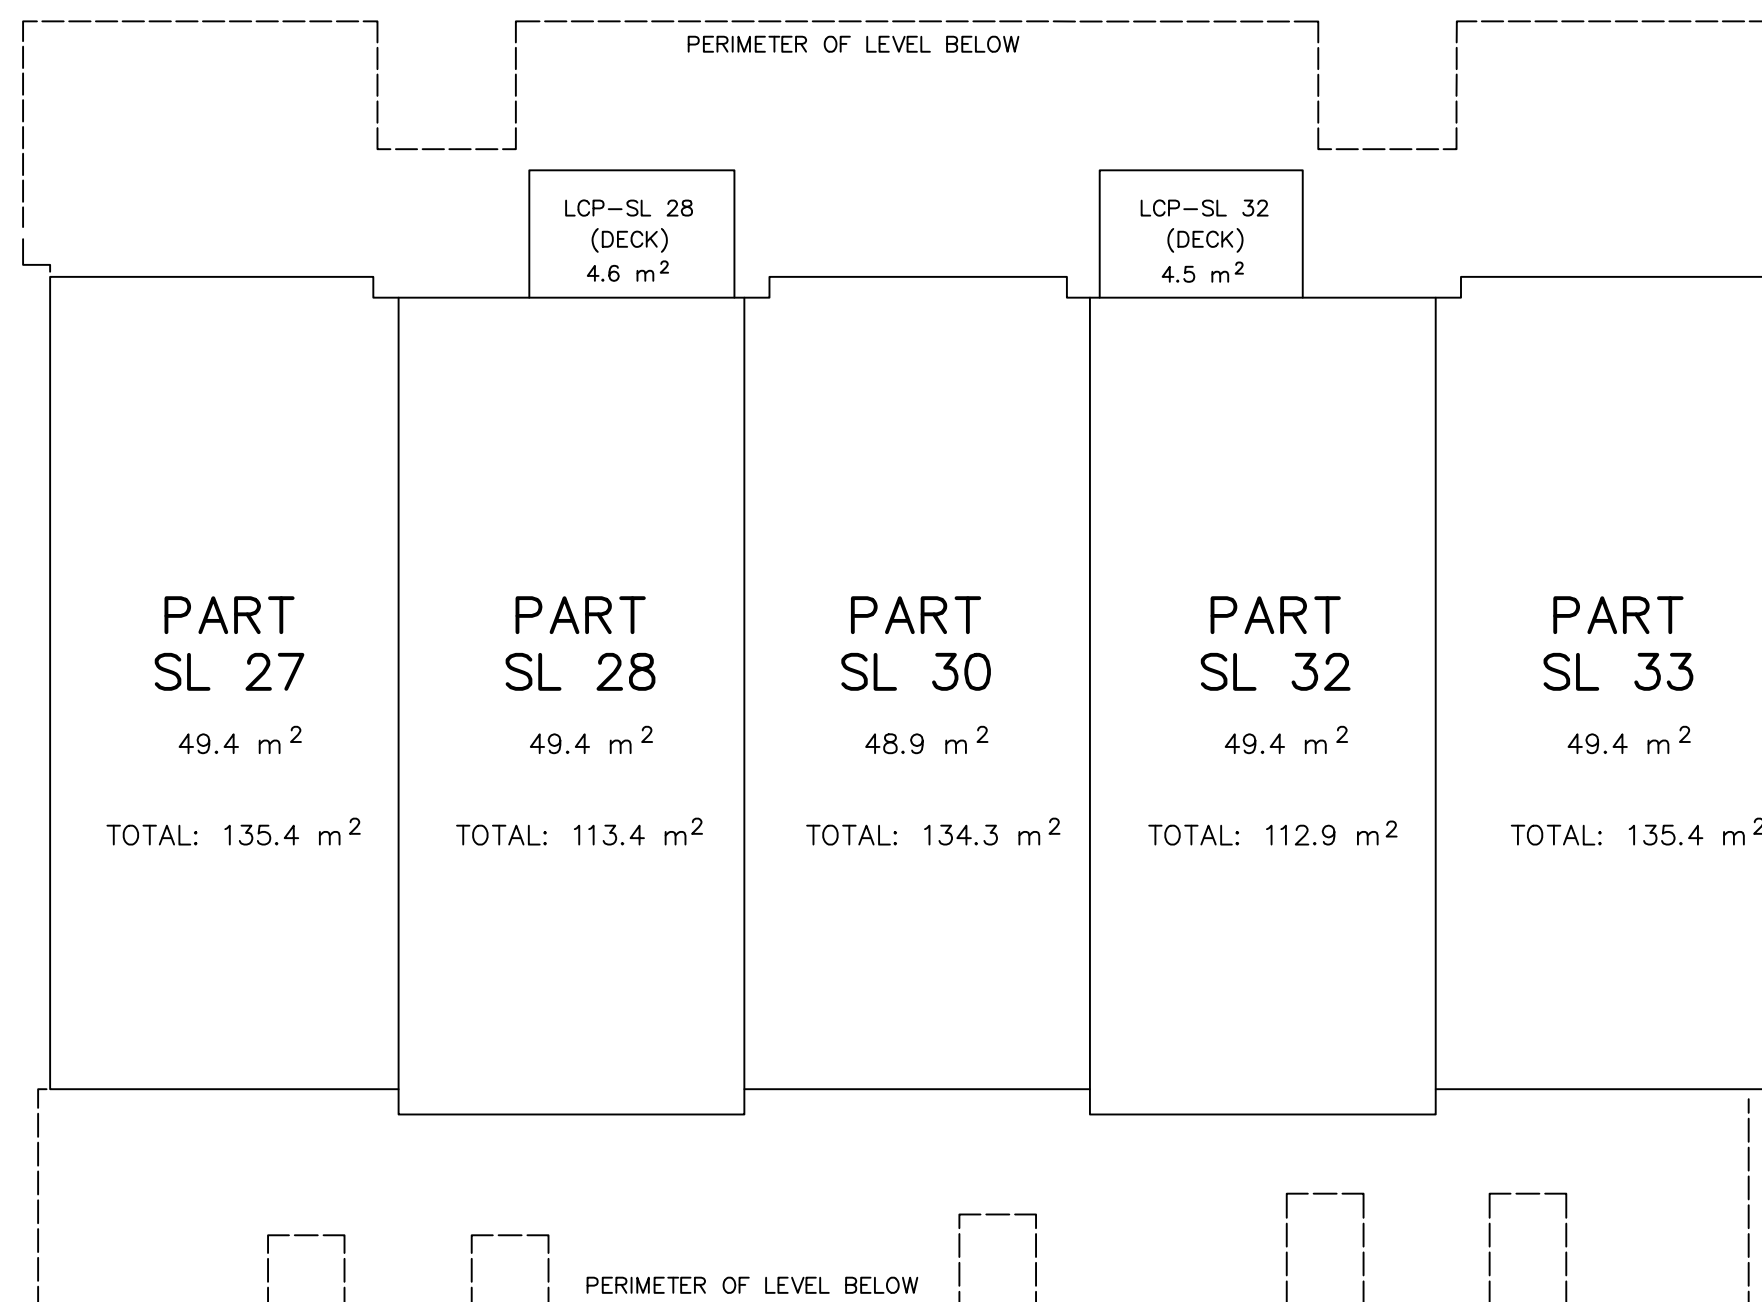 PERIMETER OF LEVEL BELOW
LCP-SL 28
(DECK)
4.6 m²
LCP-SL 32
(DECK)
4.5 m²
PART
SL 27
49.4 m²
TOTAL: 135.4 m²
PART
SL 28
49.4 m²
TOTAL: 113.4 m²
PART
SL 30
48.9 m²
TOTAL: 134.3 m²
PART
SL 32
49.4 m²
TOTAL: 112.9 m²
PART
SL 33
49.4 m²
TOTAL: 135.4 m²
PERIMETER OF LEVEL BELOW